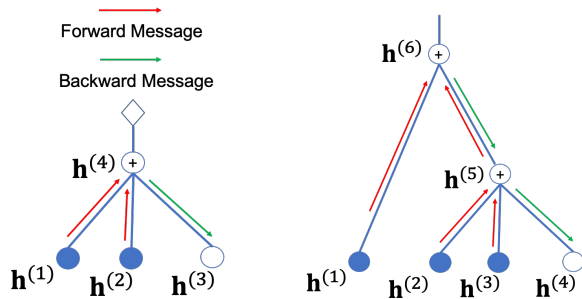 Forward Message
Backward Message
h^(4)
h^(1) h^(2) h^(3)
h^(6)
h^(5)
h^(1) h^(2) h^(3) h^(4)